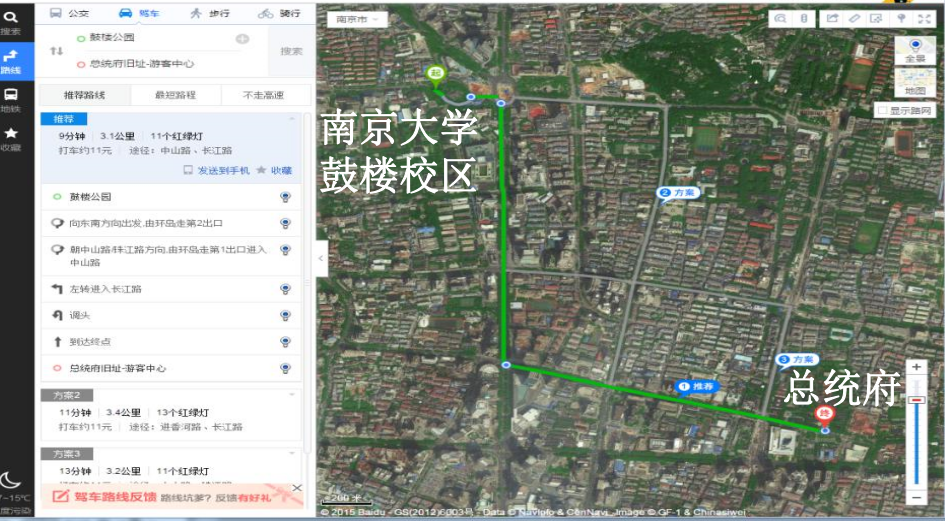 搜索
路线
地铁
收藏
公交
驾车
步行
骑行
鼓楼公园
总统府旧址-游客中心
搜索
推荐路线
最短路程
不走高速
推荐
9分钟 | 3.1公里 | 11个红绿灯
打车约11元 | 途径：中山路、长江路
发送到手机 收藏
鼓楼公园
向东南方向出发,由环岛走第2出口
朝中山路/珠江路方向,由环岛走第1出口进入
中山路
左转进入长江路
调头
到达终点
总统府旧址-游客中心
方案2
11分钟 | 3.4公里 | 13个红绿灯
打车约11元 | 途径：进香河路、长江路
方案3
13分钟 | 3.2公里 | 11个红绿灯
驾车路线反馈 路线坑爹? 反馈有好礼
南京市
全景
地图
显示路网
起
南京大学
鼓楼校区
2 方案
3 方案
1 推荐
总统府
终
200 米
© 2015 Baidu - GS(2012)6003号 - Data © NavInfo & CenNavi, Image © GF-1 & Chinasiwei